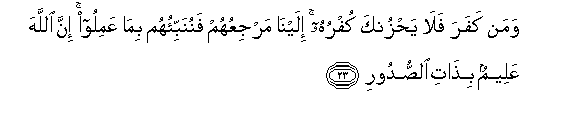 وَمَن كَفَرَ فَلَا يَحْزُنكَ كُفْرُهُۥٓ ۚ إِلَيْنَا مَرْجِعُهُمْ فَنُنَبِّئُهُم بِمَا عَمِلُوٓا۟ ۚ إِنَّ ٱللَّهَ
عَلِيمٌۢ بِذَاتِ ٱلصُّدُورِ ﴿٢٣﴾